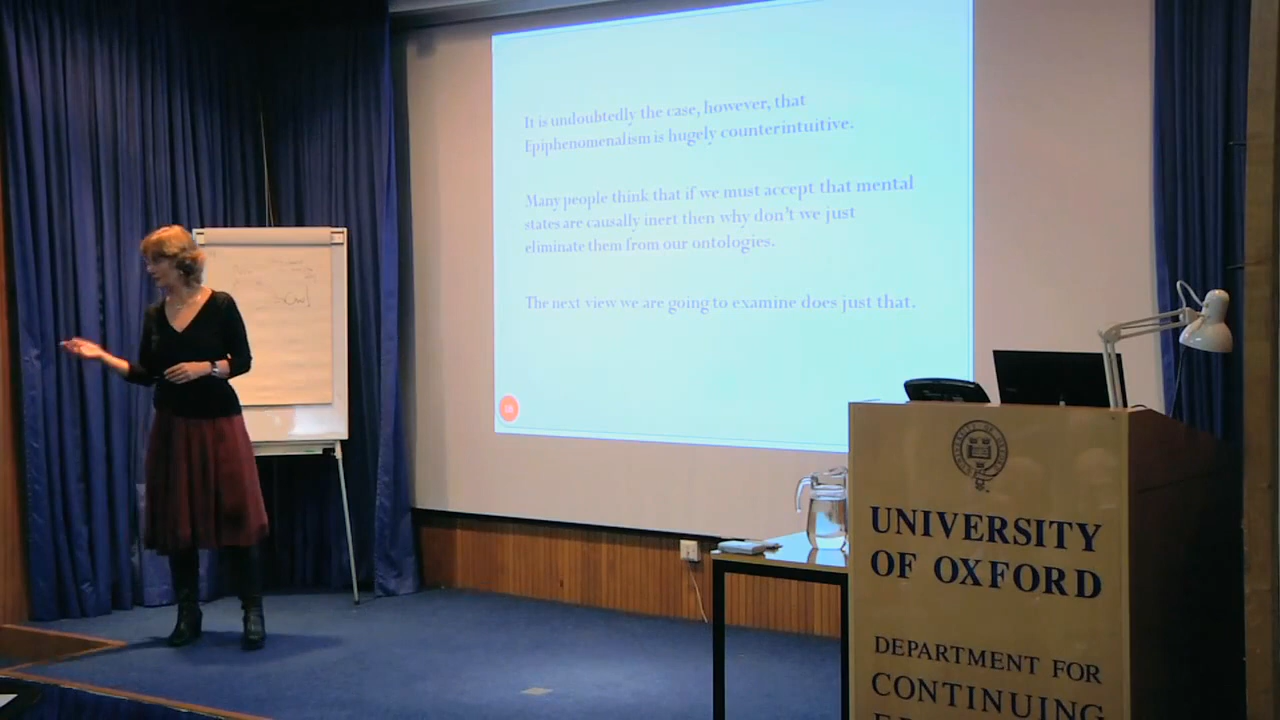 It is undoubtedly the case, however, that
Epiphenomenalism is hugely counterintuitive.
Many people think that if we must accept that mental
states are causally inert then why don't we just
eliminate them from our ontologies.
The next view we are going to examine does just that.
UNIVERSITY
OF OXFORD
DEPARTMENT FOR
CONTINUING